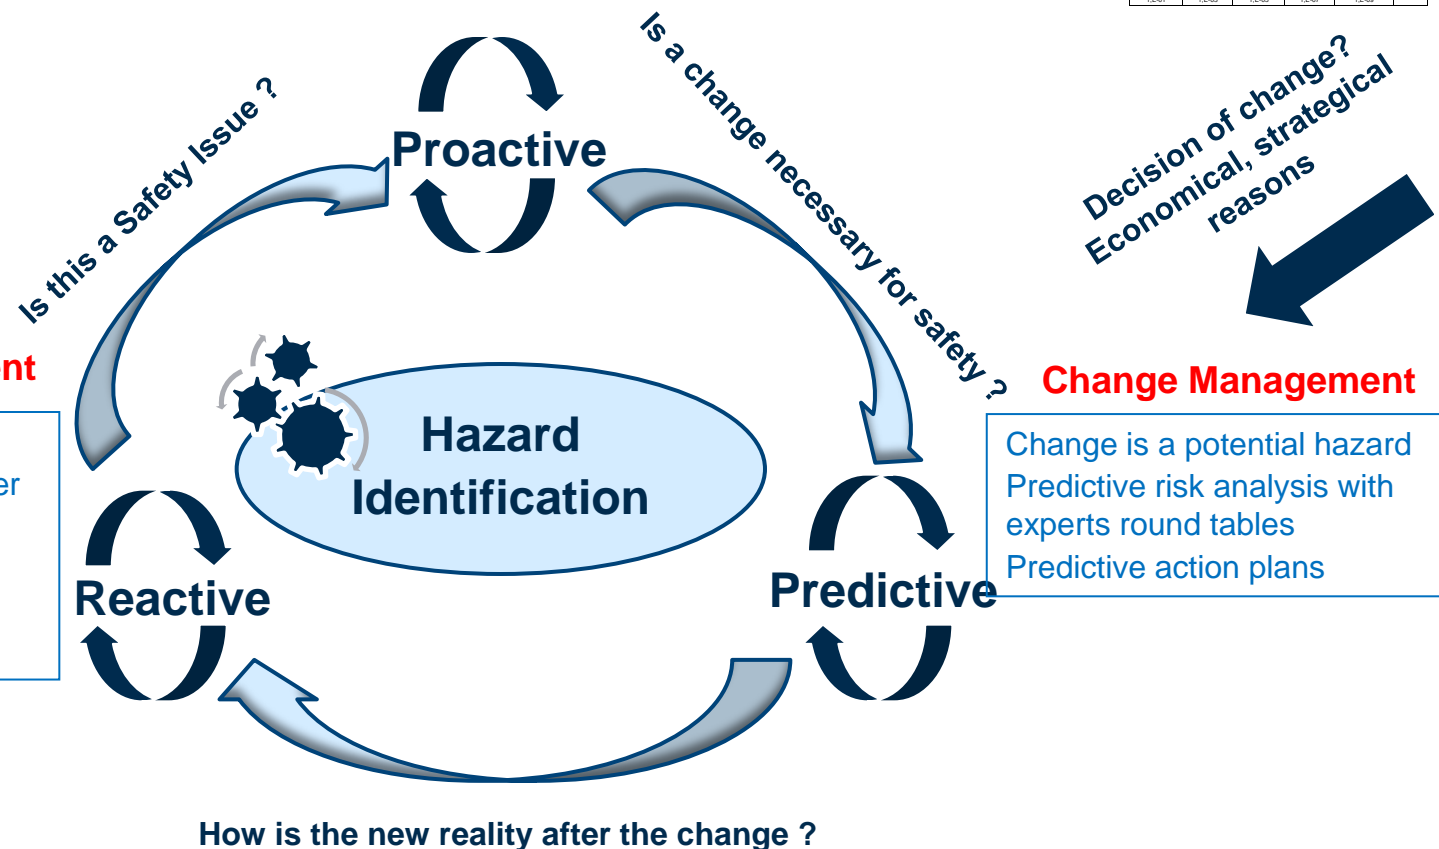 Is this a Safety Issue ?
Proactive
Is a change necessary for safety ?
Decision of change?
Economical, strategical
reasons
Change Management
Change is a potential hazard
Predictive risk analysis with
experts round tables
Predictive action plans
Hazard
Identification
Reactive
Predictive
How is the new reality after the change ?